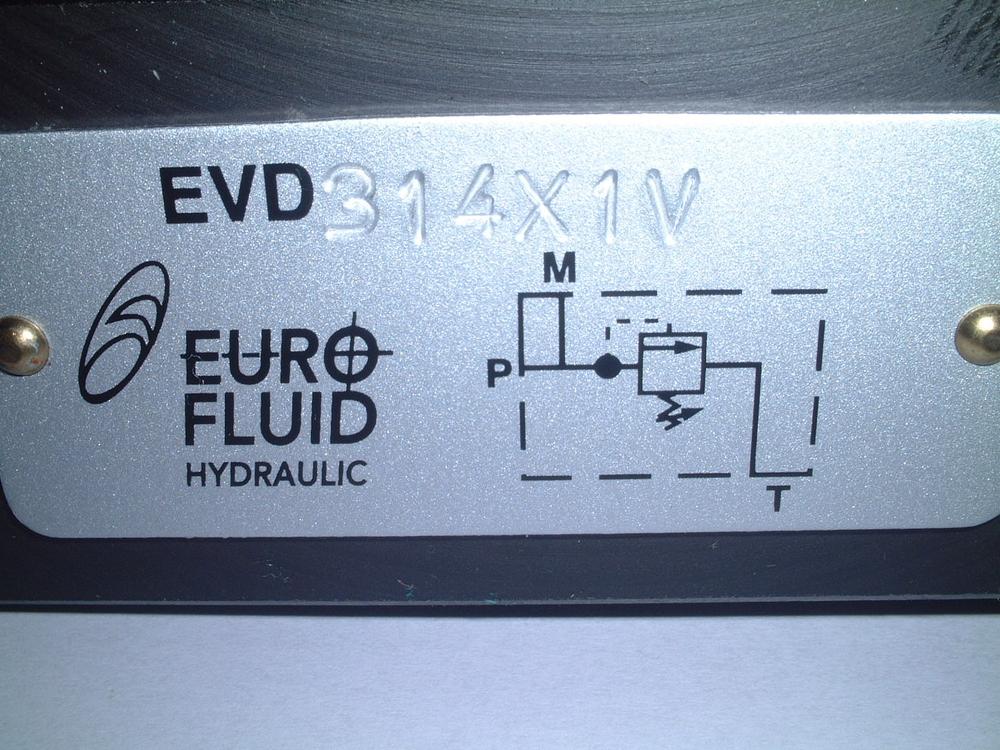 EVD314X1V
M
P
EURO
FLUID
HYDRAULIC
T